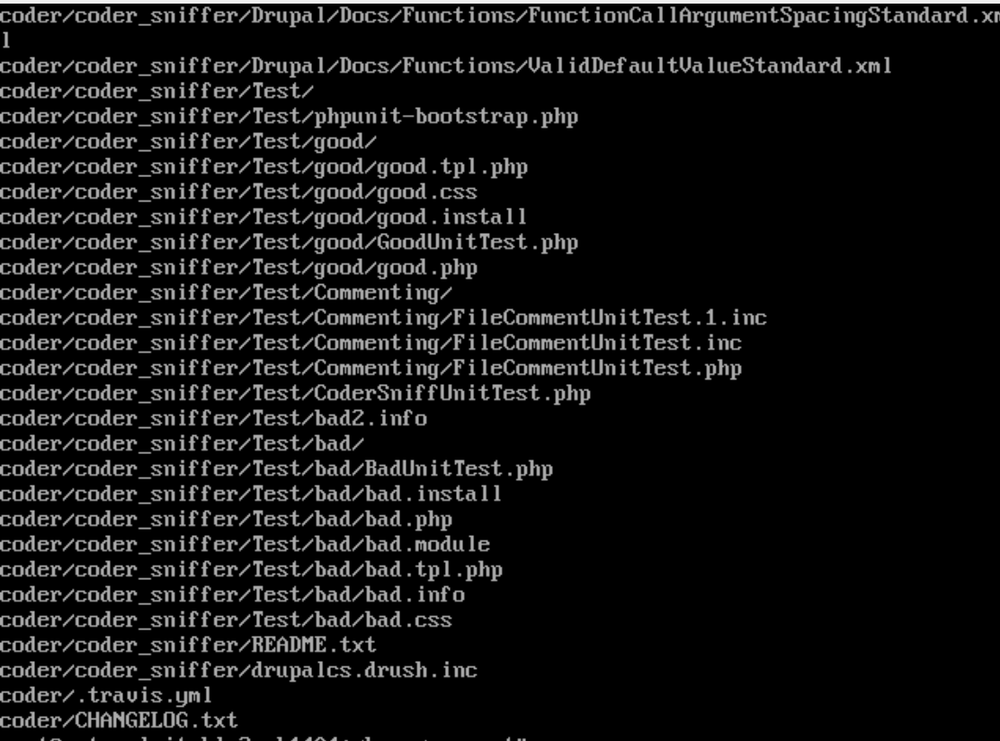 coder/coder_sniffer/Drupal/Docs/Functions/FunctionCallArgumentSpacingStandard.xm
l
coder/coder_sniffer/Drupal/Docs/Functions/ValidDefaultValueStandard.xml
coder/coder_sniffer/Test/
coder/coder_sniffer/Test/phpunit-bootstrap.php
coder/coder_sniffer/Test/good/
coder/coder_sniffer/Test/good/good.tpl.php
coder/coder_sniffer/Test/good/good.css
coder/coder_sniffer/Test/good/good.install
coder/coder_sniffer/Test/good/GoodUnitTest.php
coder/coder_sniffer/Test/good/good.php
coder/coder_sniffer/Test/Commenting/
coder/coder_sniffer/Test/Commenting/FileCommentUnitTest.1.inc
coder/coder_sniffer/Test/Commenting/FileCommentUnitTest.inc
coder/coder_sniffer/Test/Commenting/FileCommentUnitTest.php
coder/coder_sniffer/Test/CoderSniffUnitTest.php
coder/coder_sniffer/Test/bad2.info
coder/coder_sniffer/Test/bad/
coder/coder_sniffer/Test/bad/BadUnitTest.php
coder/coder_sniffer/Test/bad/bad.install
coder/coder_sniffer/Test/bad/bad.php
coder/coder_sniffer/Test/bad/bad.module
coder/coder_sniffer/Test/bad/bad.tpl.php
coder/coder_sniffer/Test/bad/bad.info
coder/coder_sniffer/Test/bad/bad.css
coder/coder_sniffer/README.txt
coder/coder_sniffer/drupalcs.drush.inc
coder/.travis.yml
coder/CHANGELOG.txt